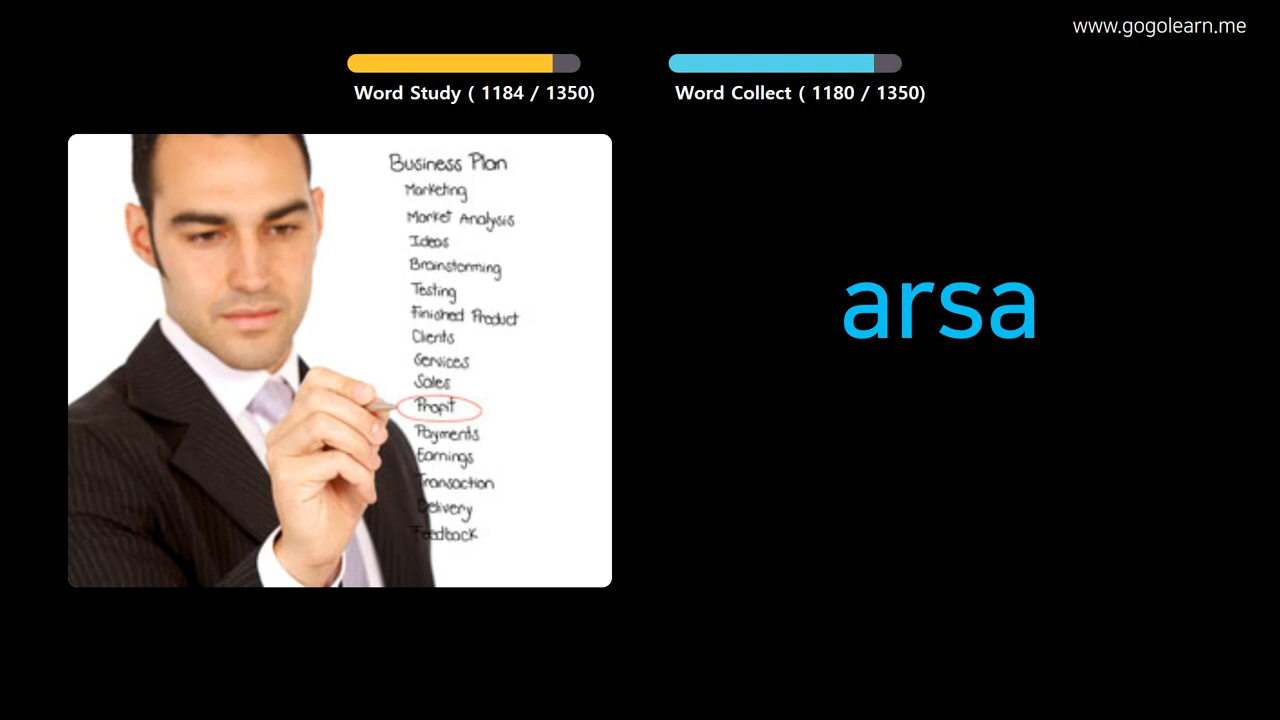 www.gogolearn.me
Word Study ( 1184 / 1350)
Word Collect ( 1180 / 1350)
Business Plan
Marketing
Market Analysis
Ideas
Brainstorming
Testing
Finished Product
Clients
Services
Sales
Profit
Payments
Earnings
Transaction
Delivery
Feedback
arsa